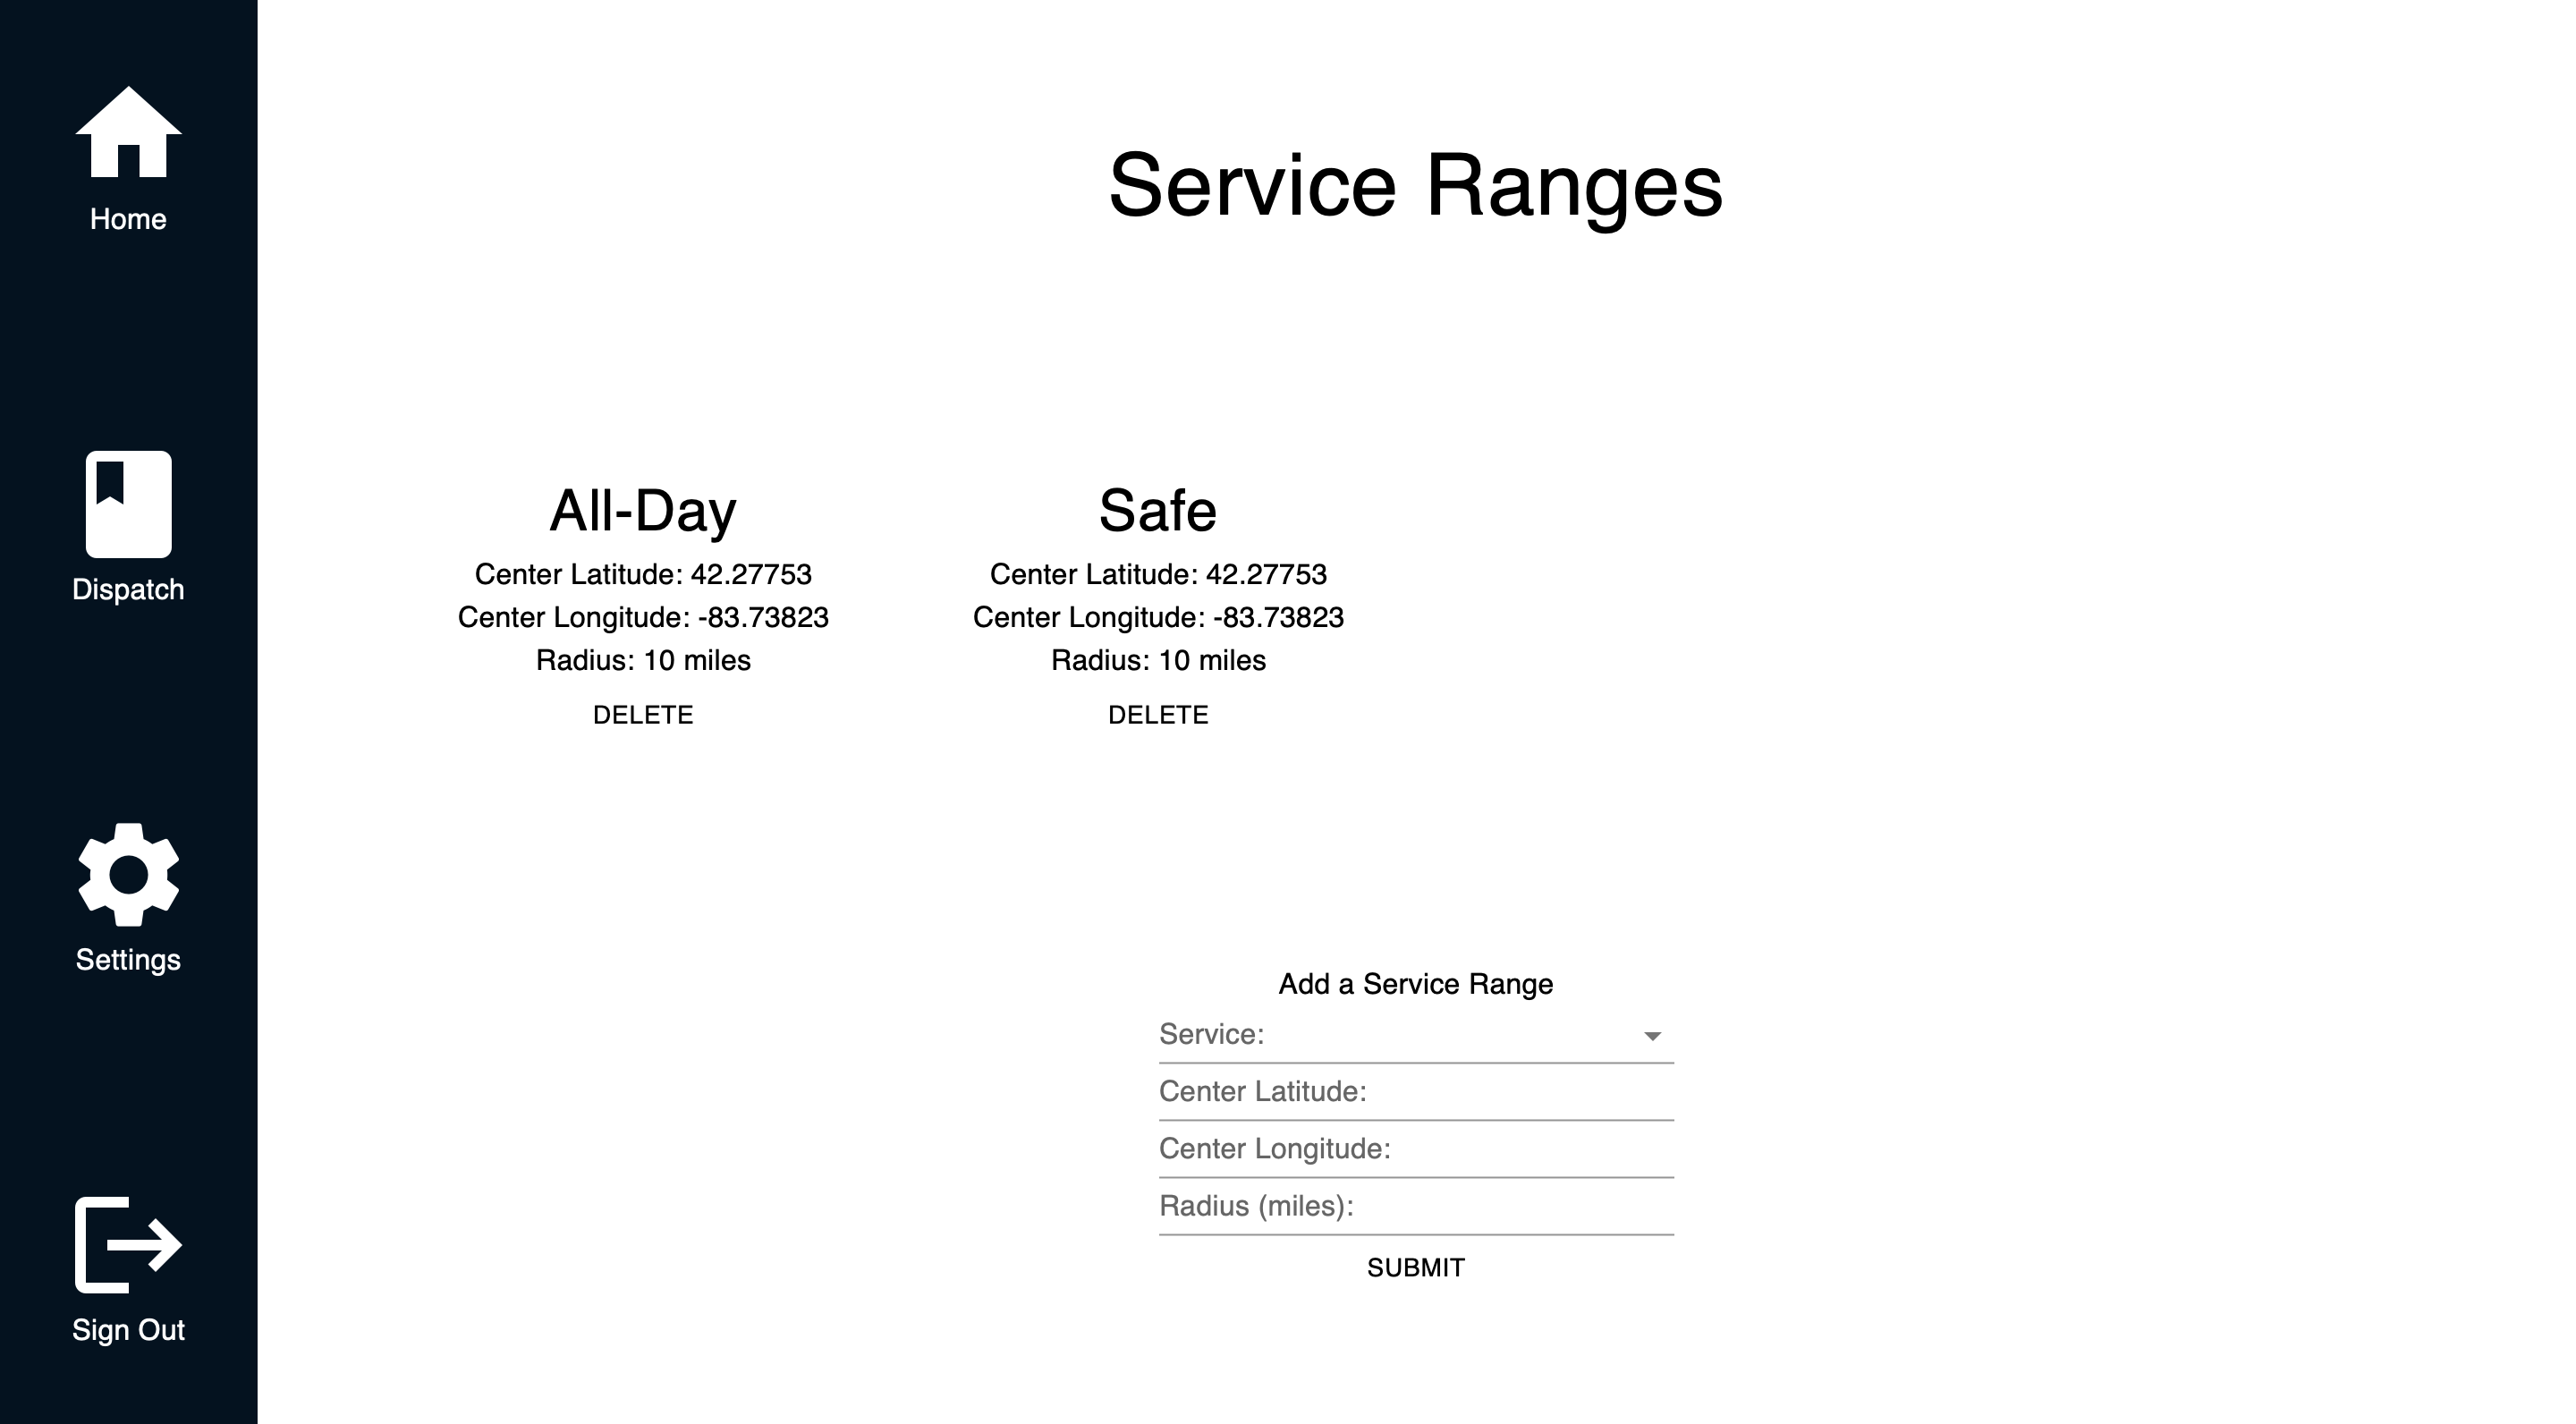 Home
Dispatch
Settings
Sign Out
Service Ranges
All-Day
Center Latitude: 42.27753
Center Longitude: -83.73823
Radius: 10 miles
DELETE
Safe
Center Latitude: 42.27753
Center Longitude: -83.73823
Radius: 10 miles
DELETE
Add a Service Range
Service:
Center Latitude:
Center Longitude:
Radius (miles):
SUBMIT